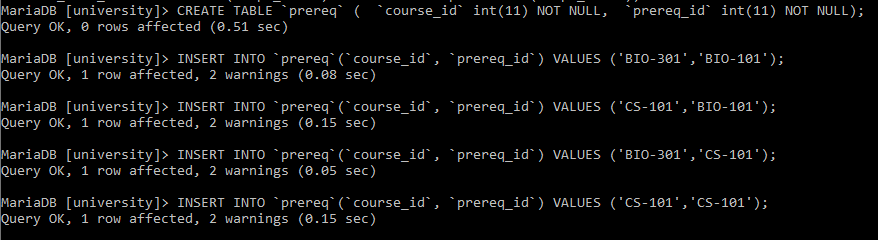 MariaDB [university]> CREATE TABLE `prereq` (  `course_id` int(11) NOT NULL,  `prereq_id` int(11) NOT NULL);
Query OK, 0 rows affected (0.51 sec)
MariaDB [university]> INSERT INTO `prereq`(`course_id`, `prereq_id`) VALUES ('BIO-301','BIO-101');
Query OK, 1 row affected, 2 warnings (0.08 sec)
MariaDB [university]> INSERT INTO `prereq`(`course_id`, `prereq_id`) VALUES ('CS-101','BIO-101');
Query OK, 1 row affected, 2 warnings (0.15 sec)
MariaDB [university]> INSERT INTO `prereq`(`course_id`, `prereq_id`) VALUES ('BIO-301','CS-101');
Query OK, 1 row affected, 2 warnings (0.05 sec)
MariaDB [university]> INSERT INTO `prereq`(`course_id`, `prereq_id`) VALUES ('CS-101','CS-101');
Query OK, 1 row affected, 2 warnings (0.15 sec)